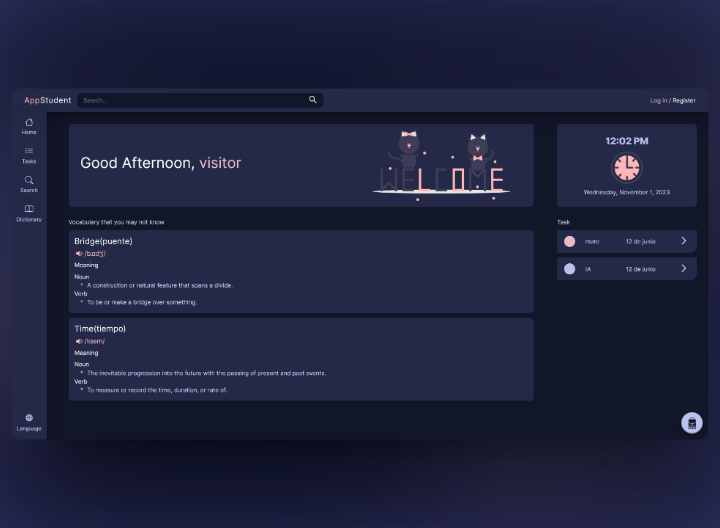 AppStudent
Search...
Log in / Register
Home
Tasks
Search
Dictionary
Language
Good Afternoon, visitor
WELCOME
12:02 PM
Wednesday, November 1, 2023
Vocabulary that you may not know
Bridge(puente)
/bɹɪdʒ/
Meaning
Noun
* A construction or natural feature that spans a divide.
Verb
* To be or make a bridge over something.
Time(tiempo)
/taɪm/
Meaning
Noun
* The inevitable progression into the future with the passing of present and past events.
Verb
* To measure or record the time, duration, or rate of.
Task
mate 12 de junio
IA 12 de junio